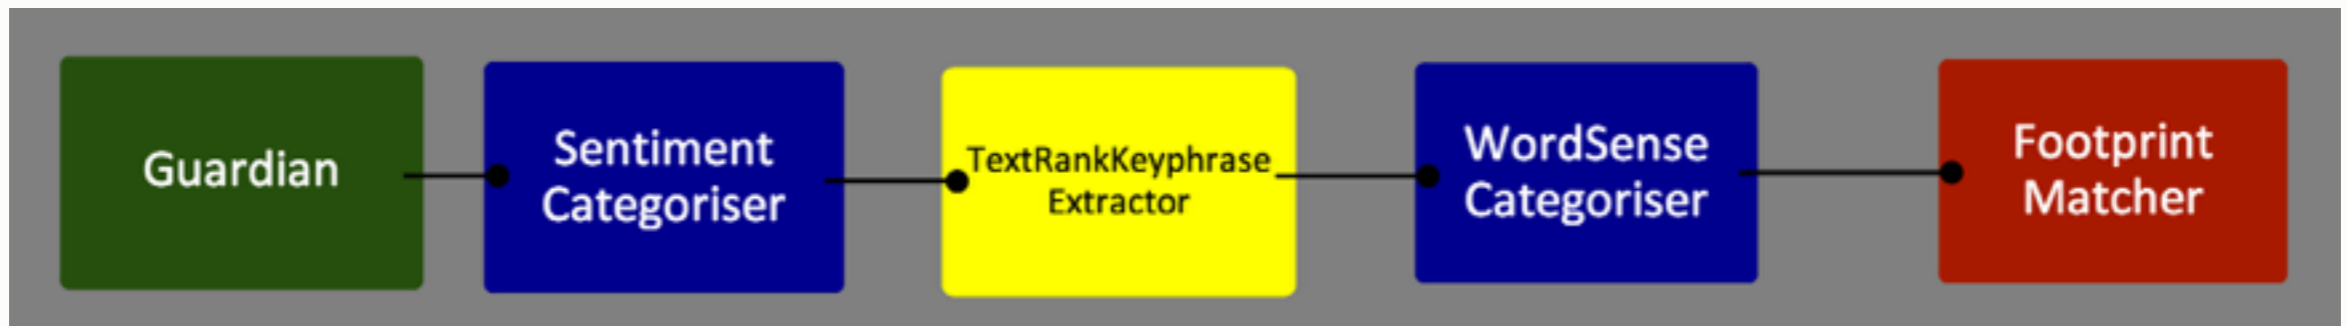 Guardian
Sentiment
Categoriser
TextRankKeyphrase
Extractor
WordSense
Categoriser
Footprint
Matcher